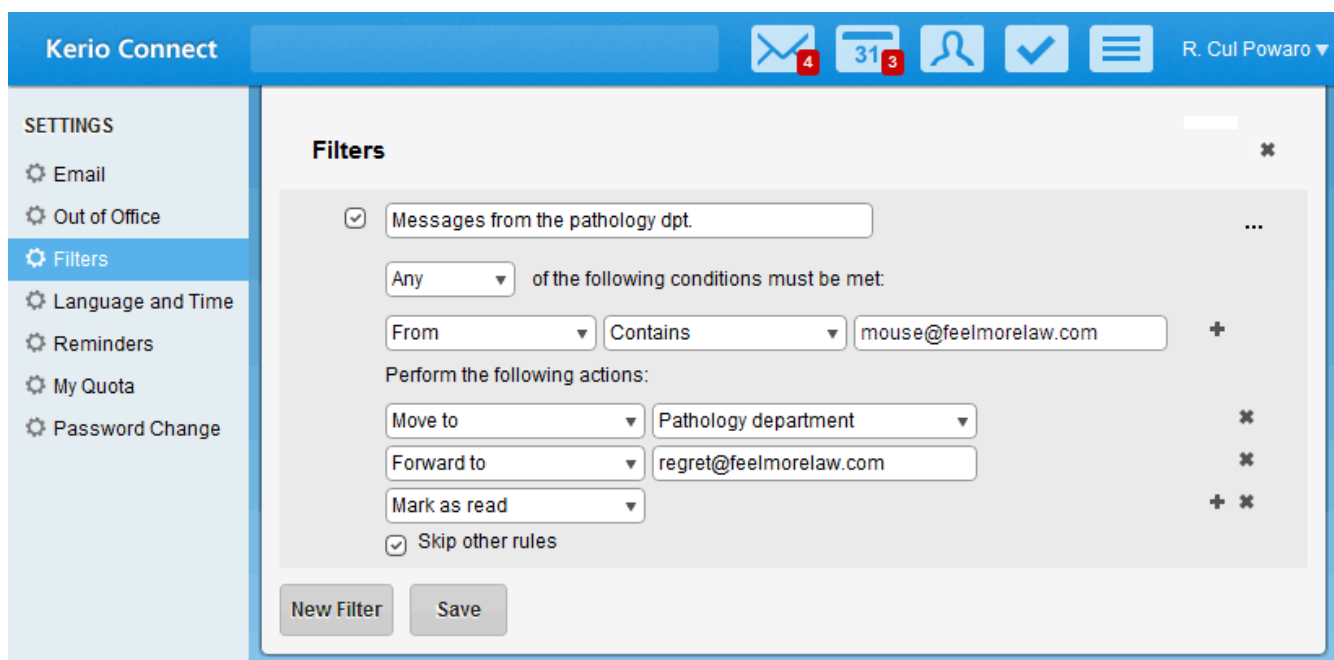 Kerio Connect
4
31
3
R. Cul Powaro
SETTINGS
Email
Out of Office
Filters
Language and Time
Reminders
My Quota
Password Change
Filters
Messages from the pathology dpt.
...
Any of the following conditions must be met:
From Contains mouse@feelmorelaw.com
Perform the following actions:
Move to Pathology department
Forward to regret@feelmorelaw.com
Mark as read
Skip other rules
New Filter Save